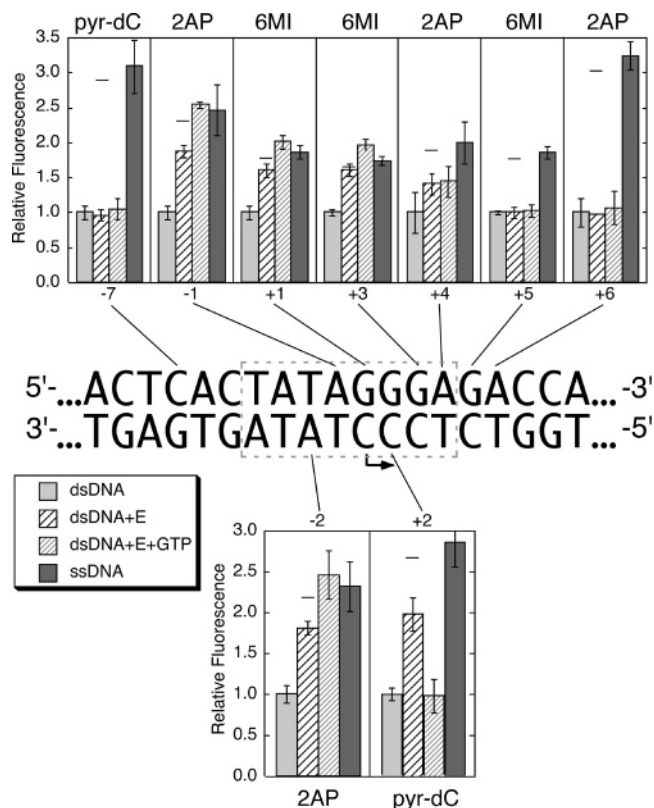 pyr-dC 2AP 6MI 6MI 2AP 6MI 2AP
Relative Fluorescence
3.5
3.0
2.5
2.0
1.5
1.0
0.5
0.0
-7 -1 +1 +3 +4 +5 +6
5'-...ACTCACTATAGGGAGACCA...-3'
3'-...TGAGTGATATCCCTCTGGT...-5'
dsDNA
dsDNA+E
dsDNA+E+GTP
ssDNA
-2 +2
Relative Fluorescence
3.0
2.5
2.0
1.5
1.0
0.5
0.0
2AP pyr-dC